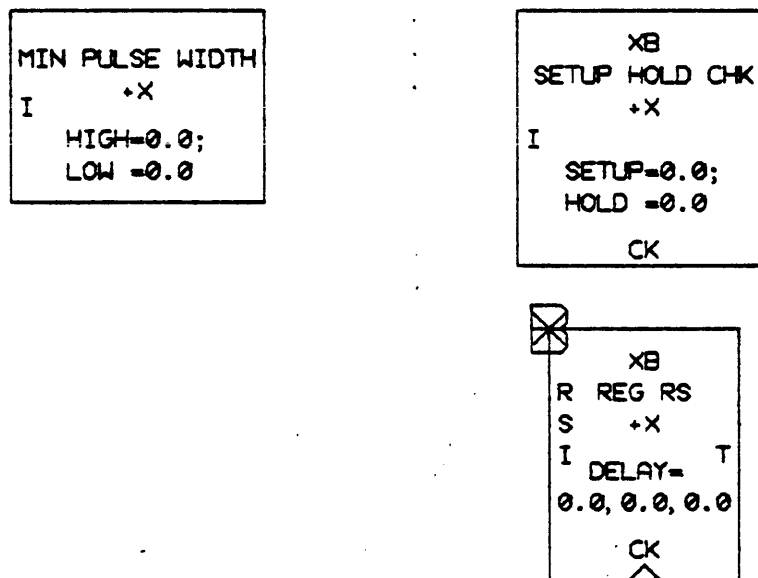 MIN PULSE WIDTH
+X
I
HIGH=0.0;
LOW =0.0
XB
SETUP HOLD CHK
+X
I
SETUP=0.0;
HOLD =0.0
CK
XB
R REG RS
S +X
I T
DELAY=
0.0, 0.0, 0.0
CK